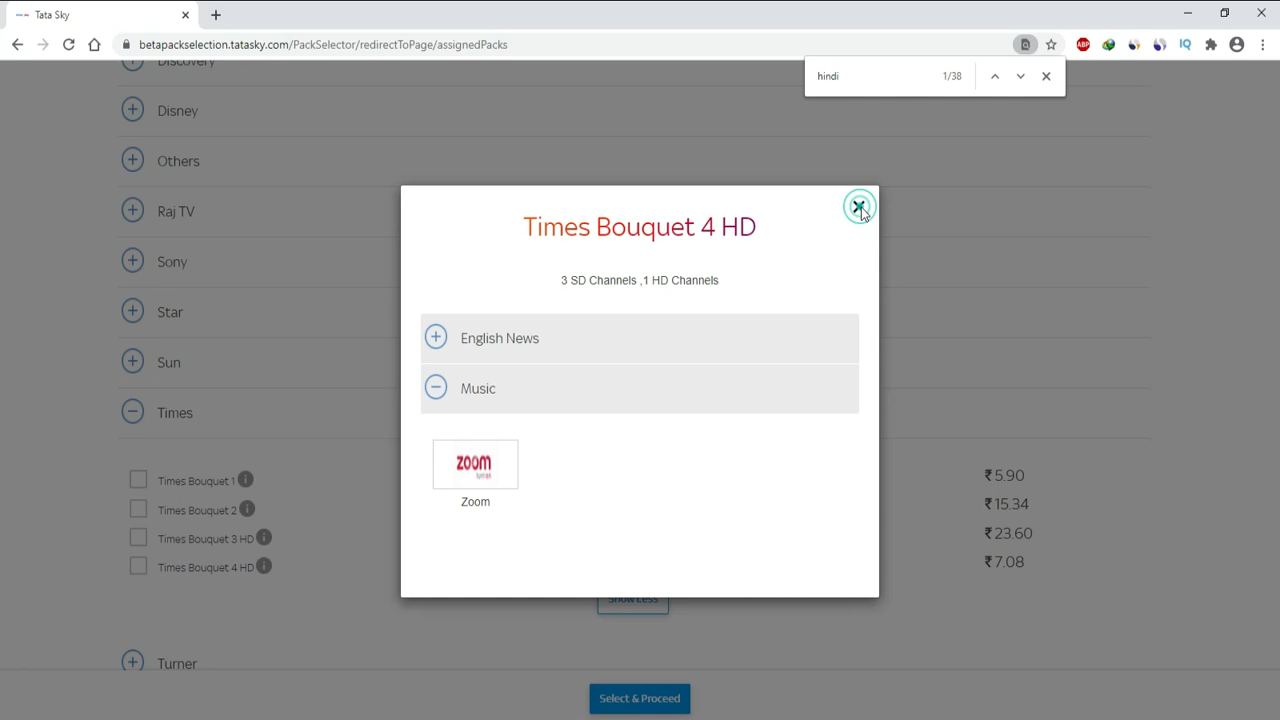 Tata Sky
betapackselection.tatasky.com/PackSelector/redirectToPage/assignedPacks
ABP
IQ
hindi
1/38
Discovery
Disney
Others
Raj TV
Sony
Star
Sun
Times
Times Bouquet 4 HD
3 SD Channels ,1 HD Channels
English News
Music
ZOOM
Zoom
Times Bouquet 1
₹5.90
Times Bouquet 2
₹15.34
Times Bouquet 3 HD
₹23.60
Times Bouquet 4 HD
₹7.08
Show Less
Turner
Select & Proceed